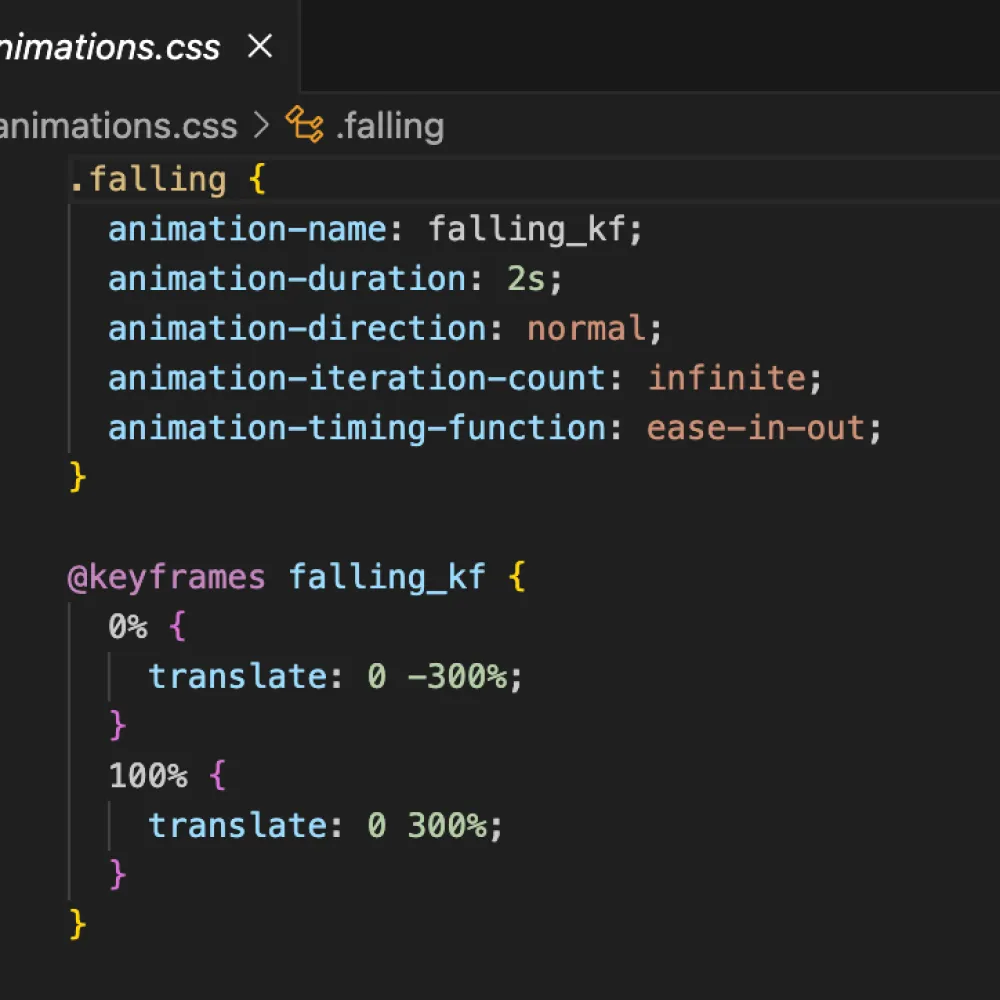 nimations.css
animations.css > .falling
.falling {
animation-name: falling_kf;
animation-duration: 2s;
animation-direction: normal;
animation-iteration-count: infinite;
animation-timing-function: ease-in-out;
}
@keyframes falling_kf {
0% {
translate: 0 -300%;
}
100% {
translate: 0 300%;
}
}